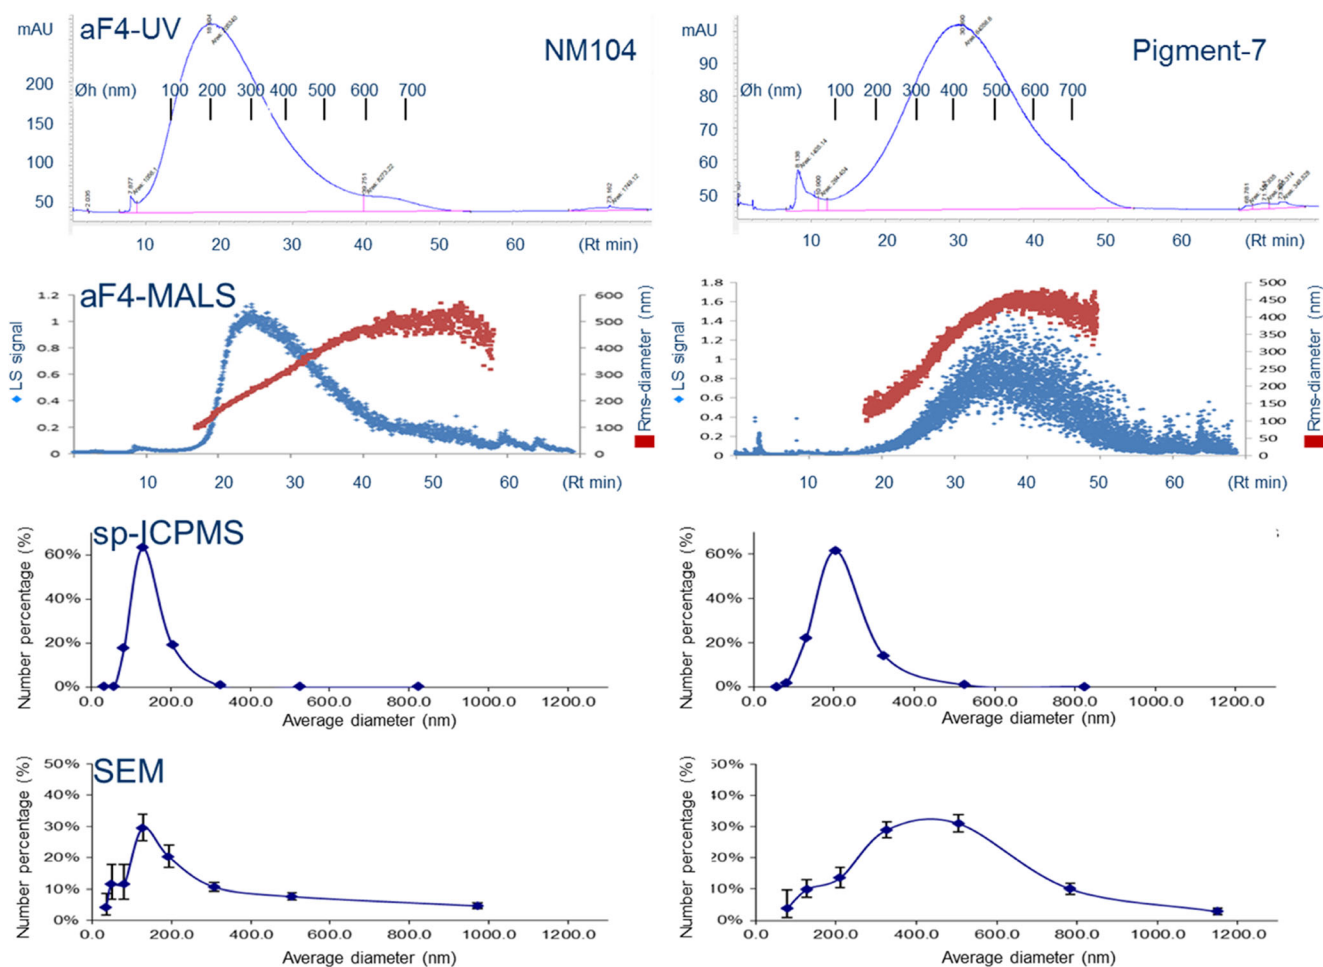 mAU
aF4-UV
NM104
200
150
100
50
Øh (nm)
100 200 300 400 500 600 700
10 20 30 40 50 60 (Rt min)
mAU
Pigment-7
90
80
70
60
50
Øh (nm)
100 200 300 400 500 600 700
10 20 30 40 50 60 (Rt min)
aF4-MALS
LS signal
1.2
1
0.8
0.6
0.4
0.2
0
600
500
400
300
200
100
0
Rms-diameter (nm)
10 20 30 40 50 60 (Rt min)
LS signal
1.8
1.6
1.4
1.2
1
0.8
0.6
0.4
0.2
0
500
450
400
350
300
250
200
150
100
50
0
Rms-diameter (nm)
10 20 30 40 50 60 (Rt min)
sp-ICPMS
Number percentage (%)
60%
40%
20%
0%
0.0 200.0 400.0 600.0 800.0 1000.0 1200.0
Average diameter (nm)
Number percentage (%)
60%
40%
20%
0%
0.0 200.0 400.0 600.0 800.0 1000.0 1200.0
Average diameter (nm)
SEM
Number percentage (%)
50%
40%
30%
20%
10%
0%
0.0 200.0 400.0 600.0 800.0 1000.0 1200.0
Average diameter (nm)
Number percentage (%)
50%
40%
30%
20%
10%
0%
0.0 200.0 400.0 600.0 800.0 1000.0 1200.0
Average diameter (nm)